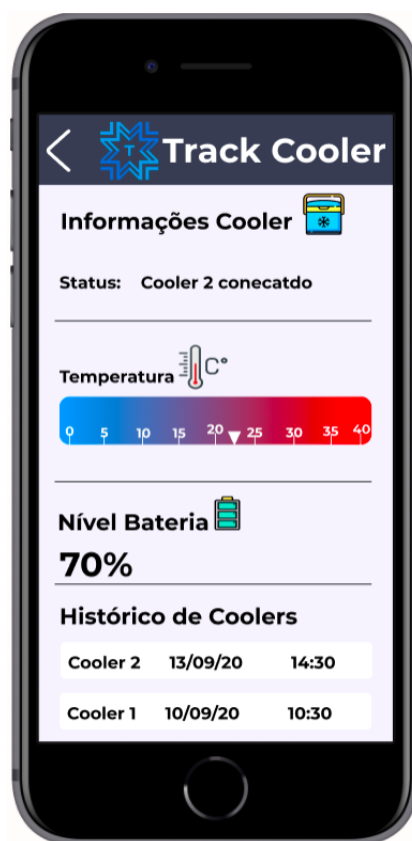 T Track Cooler
Informações Cooler
Status: Cooler 2 conecatdo
Temperatura C°
0 5 10 15 20 25 30 35 40
Nível Bateria
70%
Histórico de Coolers
Cooler 2 13/09/20 14:30
Cooler 1 10/09/20 10:30